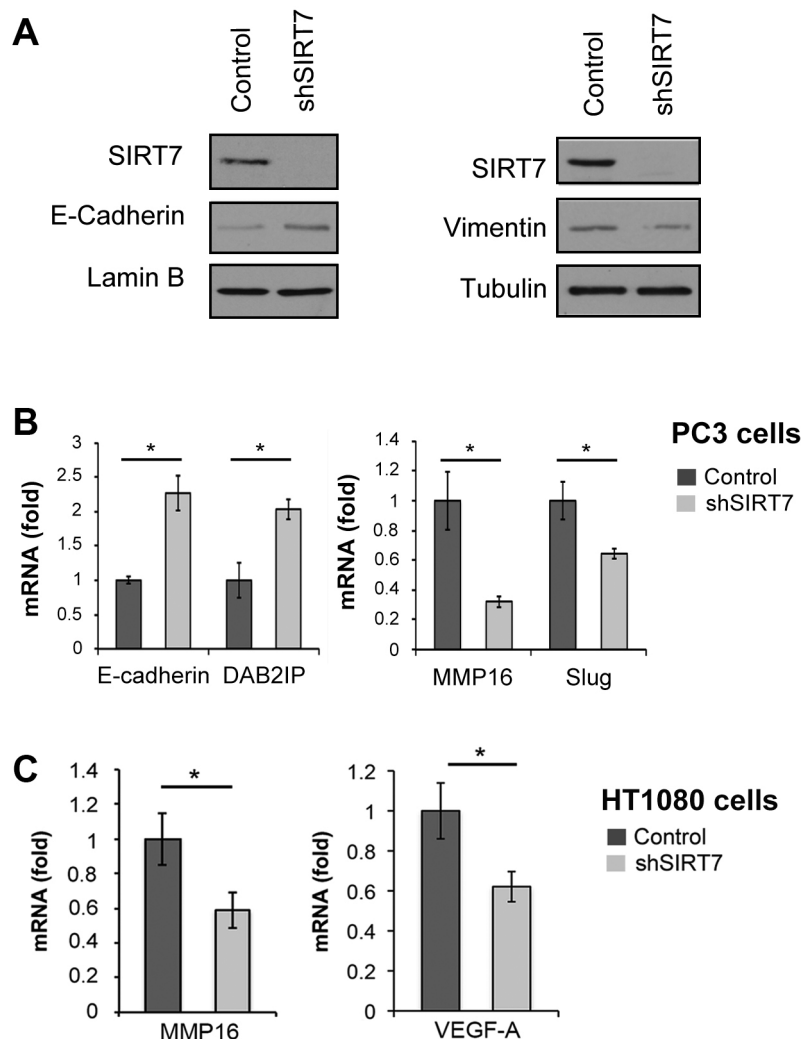 A
Control
shSIRT7
SIRT7
E-Cadherin
Lamin B
Control
shSIRT7
SIRT7
Vimentin
Tubulin
B
mRNA (fold)
3
2.5
2
1.5
1
0.5
0
*
*
E-cadherin DAB2IP
mRNA (fold)
1.4
1.2
1
0.8
0.6
0.4
0.2
0
*
*
MMP16 Slug
PC3 cells
Control
shSIRT7
C
mRNA (fold)
1.4
1.2
1
0.8
0.6
0.4
0.2
0
*
MMP16
mRNA (fold)
1.2
1
0.8
0.6
0.4
0.2
0
*
VEGF-A
HT1080 cells
Control
shSIRT7